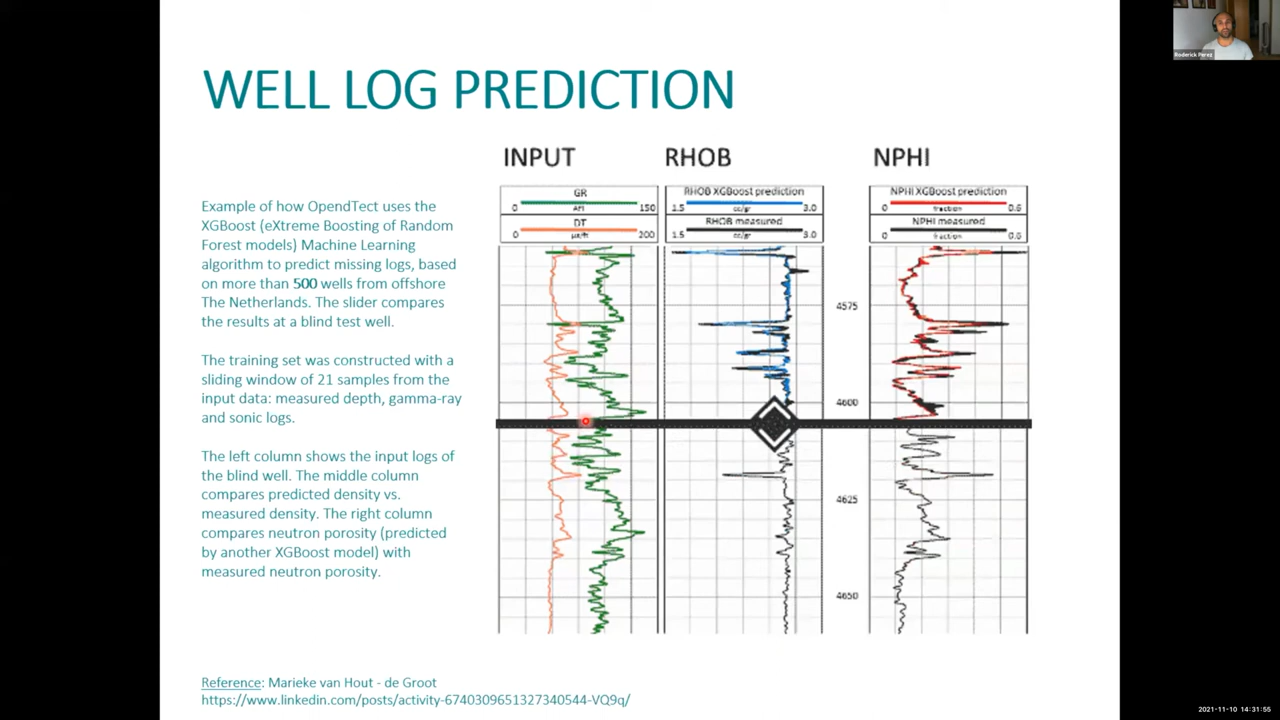 Roderick Perez
WELL LOG PREDICTION
INPUT RHOB NPHI
GR
0 API 150
DT
0 µs/ft 200
RHOB XGBoost prediction
1.5 cc/gr 3.0
RHOB measured
1.5 cc/gr 3.0
NPHI XGBoost prediction
0 fraction 0.6
NPHI measured
0 fraction 0.6
Example of how OpendTect uses the
XGBoost (eXtreme Boosting of Random
Forest models) Machine Learning
algorithm to predict missing logs, based
on more than 500 wells from offshore
The Netherlands. The slider compares
the results at a blind test well.
The training set was constructed with a
sliding window of 21 samples from the
input data: measured depth, gamma-ray
and sonic logs.
The left column shows the input logs of
the blind well. The middle column
compares predicted density vs.
measured density. The right column
compares neutron porosity (predicted
by another XGBoost model) with
measured neutron porosity.
4575
4600
4625
4650
Reference: Marieke van Hout - de Groot
https://www.linkedin.com/posts/activity-6740309651327340544-VQ9q/
2021-11-10 14:31:55